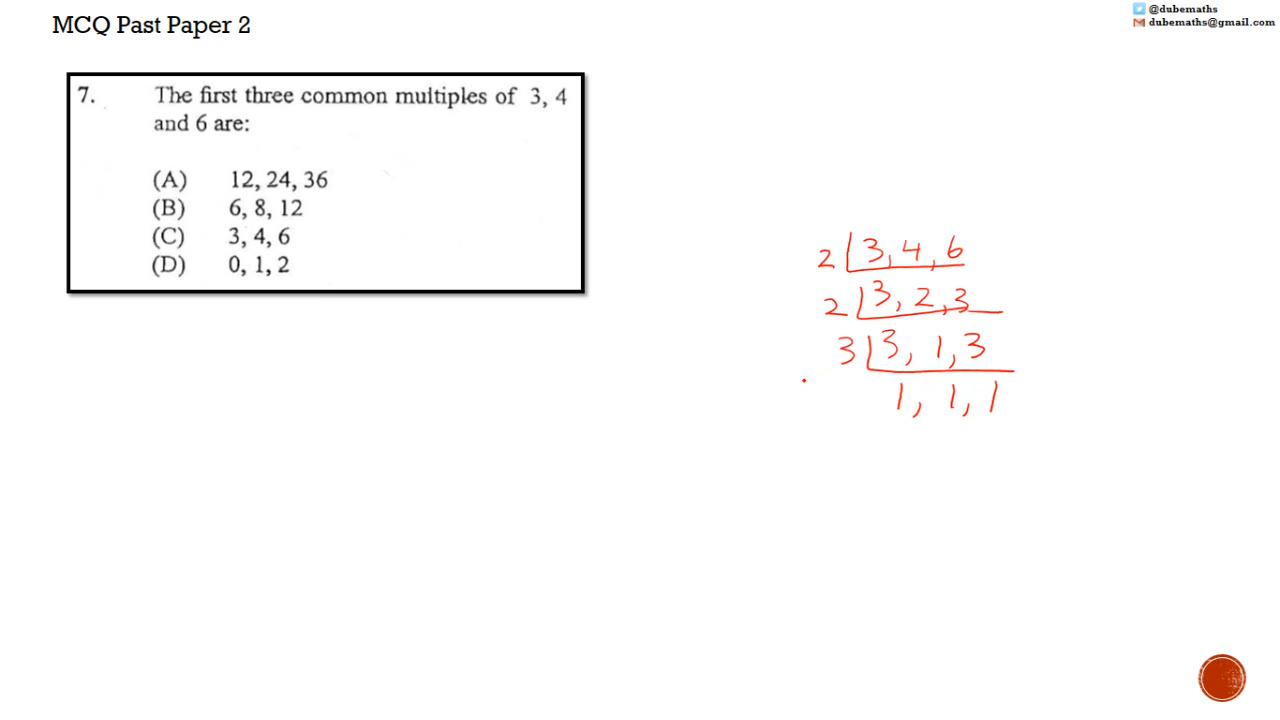 MCQ Past Paper 2
@dubemaths
dubemaths@gmail.com
7. The first three common multiples of 3, 4
and 6 are:
(A) 12, 24, 36
(B) 6, 8, 12
(C) 3, 4, 6
(D) 0, 1, 2
2 3, 4, 6
2 3, 2, 3
3 3, 1, 3
1, 1, 1